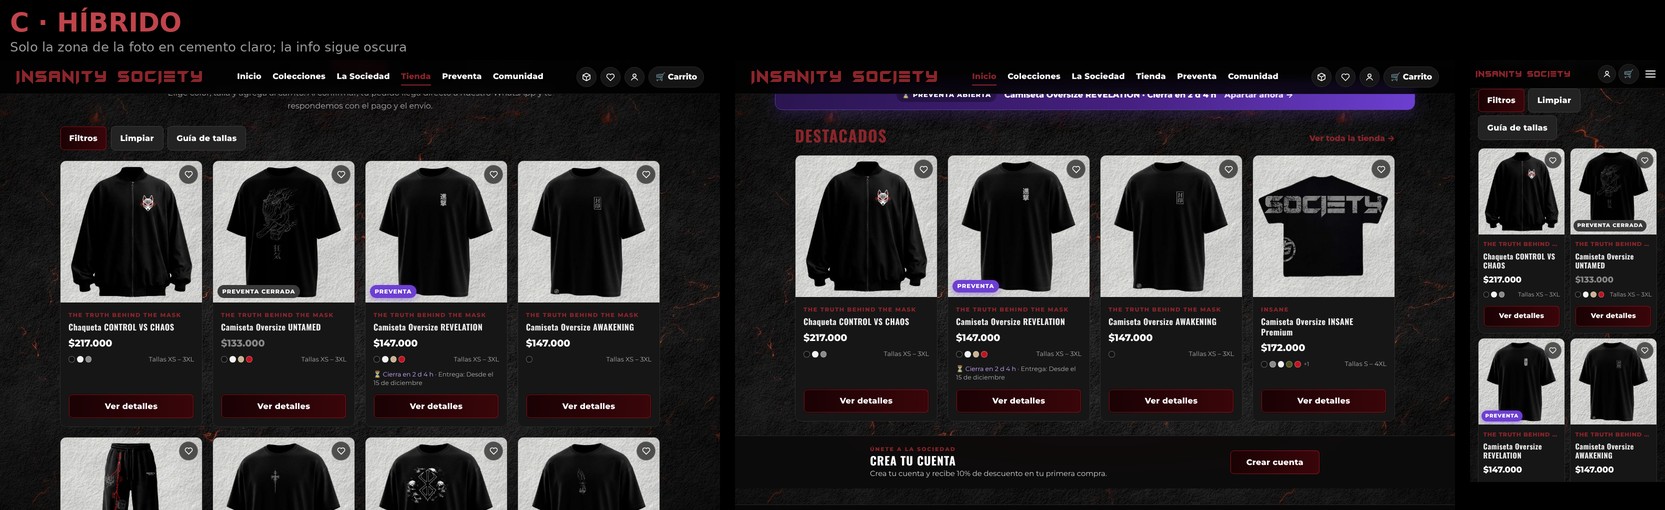 C · HÍBRIDO
Solo la zona de la foto en cemento claro; la info sigue oscura
INSANITY SOCIETY
Inicio Colecciones La Sociedad Tienda Preventa Comunidad
Carrito
respondemos con el pago y el envío.
Filtros Limpiar Guía de tallas
PREVENTA CERRADA
PREVENTA
THE TRUTH BEHIND THE MASK
Chaqueta CONTROL VS CHAOS
$217.000
Tallas XS – 3XL
Ver detalles
THE TRUTH BEHIND THE MASK
Camiseta Oversize UNTAMED
$133.000
Tallas XS – 3XL
Ver detalles
THE TRUTH BEHIND THE MASK
Camiseta Oversize REVELATION
$147.000
Tallas XS – 3XL
Cierra en 2 d 4 h · Entrega: Desde el
15 de diciembre
Ver detalles
THE TRUTH BEHIND THE MASK
Camiseta Oversize AWAKENING
$147.000
Tallas XS – 3XL
Ver detalles
INSANITY SOCIETY
Inicio Colecciones La Sociedad Tienda Preventa Comunidad
Carrito
PREVENTA ABIERTA Camiseta Oversize REVELATION · Cierra en 2 d 4 h Apartar ahora →
DESTACADOS
Ver toda la tienda →
SOCIETY
PREVENTA
THE TRUTH BEHIND THE MASK
Chaqueta CONTROL VS CHAOS
$217.000
Tallas XS – 3XL
Ver detalles
THE TRUTH BEHIND THE MASK
Camiseta Oversize REVELATION
$147.000
Tallas XS – 3XL
Cierra en 2 d 4 h · Entrega: Desde el
15 de diciembre
Ver detalles
THE TRUTH BEHIND THE MASK
Camiseta Oversize AWAKENING
$147.000
Tallas XS – 3XL
Ver detalles
INSANE
Camiseta Oversize INSANE
Premium
$172.000
+1
Tallas S – 4XL
Ver detalles
ÚNETE A LA SOCIEDAD
CREA TU CUENTA
Crea tu cuenta y recibe 10% de descuento en tu primera compra.
Crear cuenta
INSANITY SOCIETY
Filtros Limpiar
Guía de tallas
PREVENTA CERRADA
THE TRUTH BEHIND ...
Chaqueta CONTROL VS
CHAOS
$217.000
Tallas XS – 3XL
Ver detalles
THE TRUTH BEHIND ...
Camiseta Oversize
UNTAMED
$133.000
Tallas XS – 3XL
Ver detalles
PREVENTA
THE TRUTH BEHIND ...
Camiseta Oversize
REVELATION
$147.000
THE TRUTH BEHIND ...
Camiseta Oversize
AWAKENING
$147.000